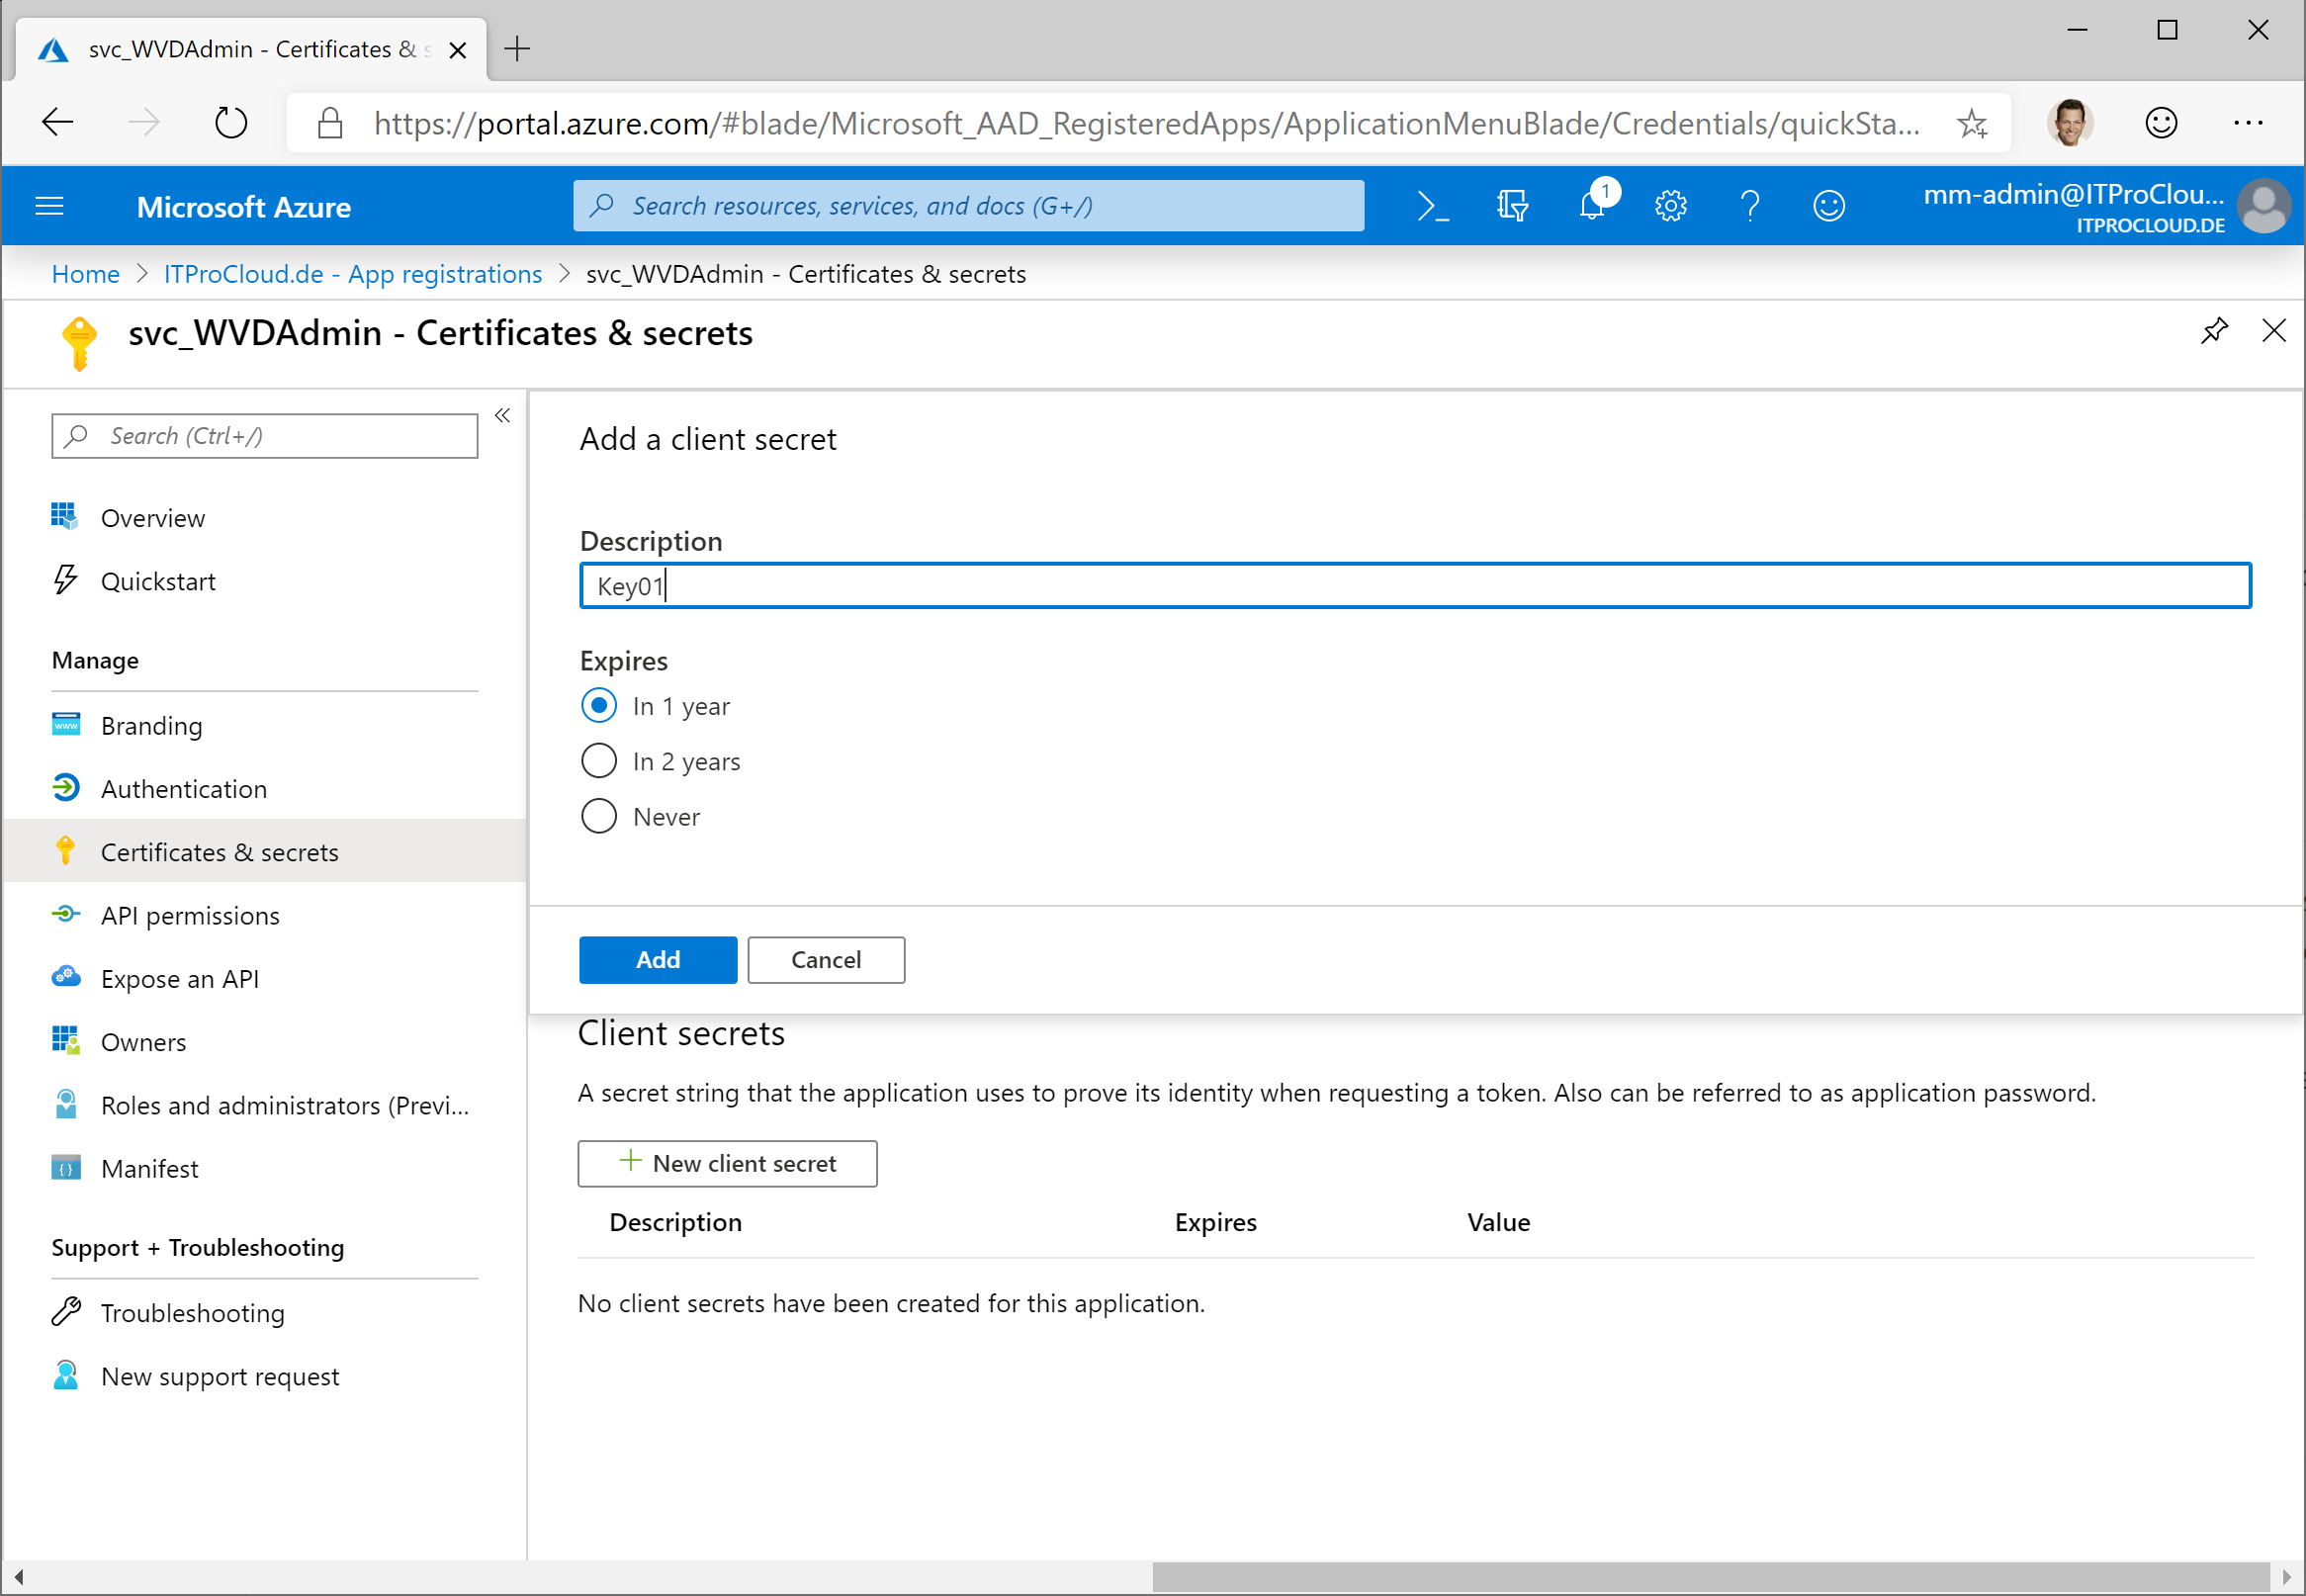 svc_WVDAdmin - Certificates & s
https://portal.azure.com/#blade/Microsoft_AAD_RegisteredApps/ApplicationMenuBlade/Credentials/quickSta...
Microsoft Azure
Search resources, services, and docs (G+/)
1
mm-admin@ITProClou...
ITPROCLOUD.DE
Home > ITProCloud.de - App registrations > svc_WVDAdmin - Certificates & secrets
svc_WVDAdmin - Certificates & secrets
Search (Ctrl+/)
Overview
Quickstart
Manage
Branding
Authentication
Certificates & secrets
API permissions
Expose an API
Owners
Roles and administrators (Previ...
Manifest
Support + Troubleshooting
Troubleshooting
New support request
Add a client secret
Description
Key01
Expires
In 1 year
In 2 years
Never
Add
Cancel
Client secrets
A secret string that the application uses to prove its identity when requesting a token. Also can be referred to as application password.
New client secret
Description Expires Value
No client secrets have been created for this application.